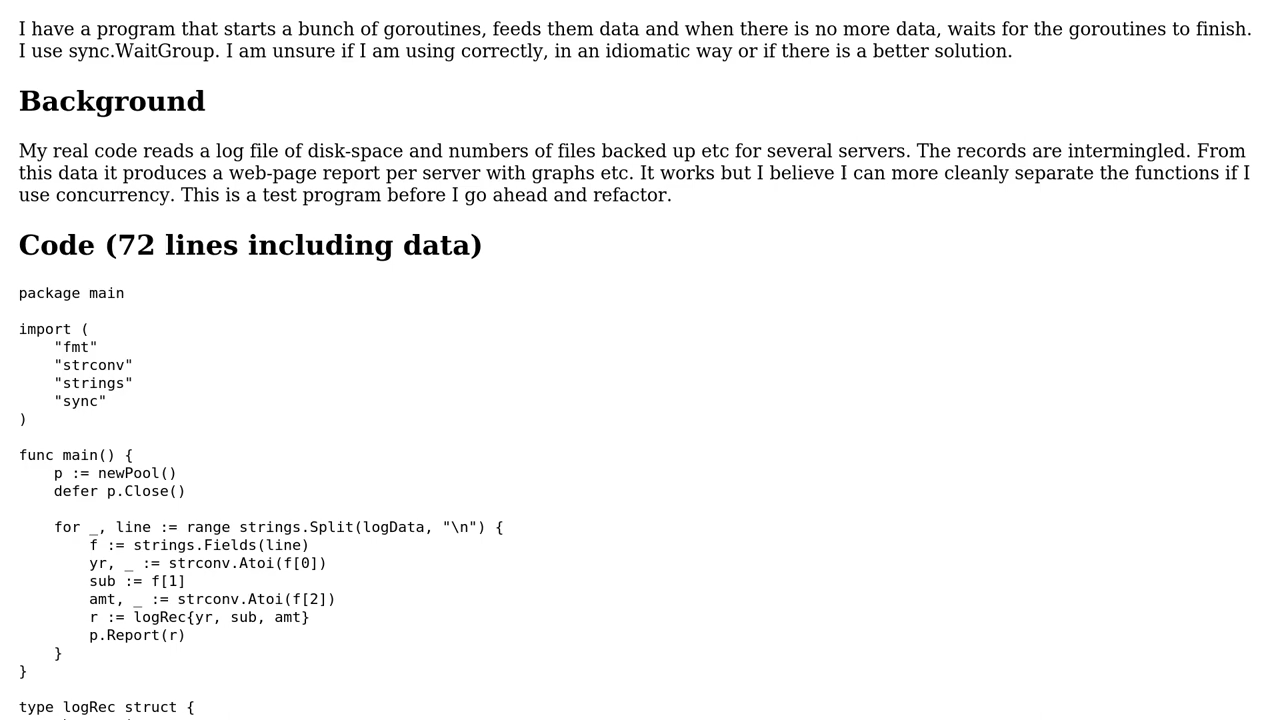 I have a program that starts a bunch of goroutines, feeds them data and when there is no more data, waits for the goroutines to finish.
I use sync.WaitGroup. I am unsure if I am using correctly, in an idiomatic way or if there is a better solution.
Background
My real code reads a log file of disk-space and numbers of files backed up etc for several servers. The records are intermingled. From
this data it produces a web-page report per server with graphs etc. It works but I believe I can more cleanly separate the functions if I
use concurrency. This is a test program before I go ahead and refactor.
Code (72 lines including data)
package main
import (
    "fmt"
    "strconv"
    "strings"
    "sync"
)
func main() {
    p := newPool()
    defer p.Close()
    for _, line := range strings.Split(logData, "\n") {
        f := strings.Fields(line)
        yr, _ := strconv.Atoi(f[0])
        sub := f[1]
        amt, _ := strconv.Atoi(f[2])
        r := logRec{yr, sub, amt}
        p.Report(r)
    }
}
type logRec struct {